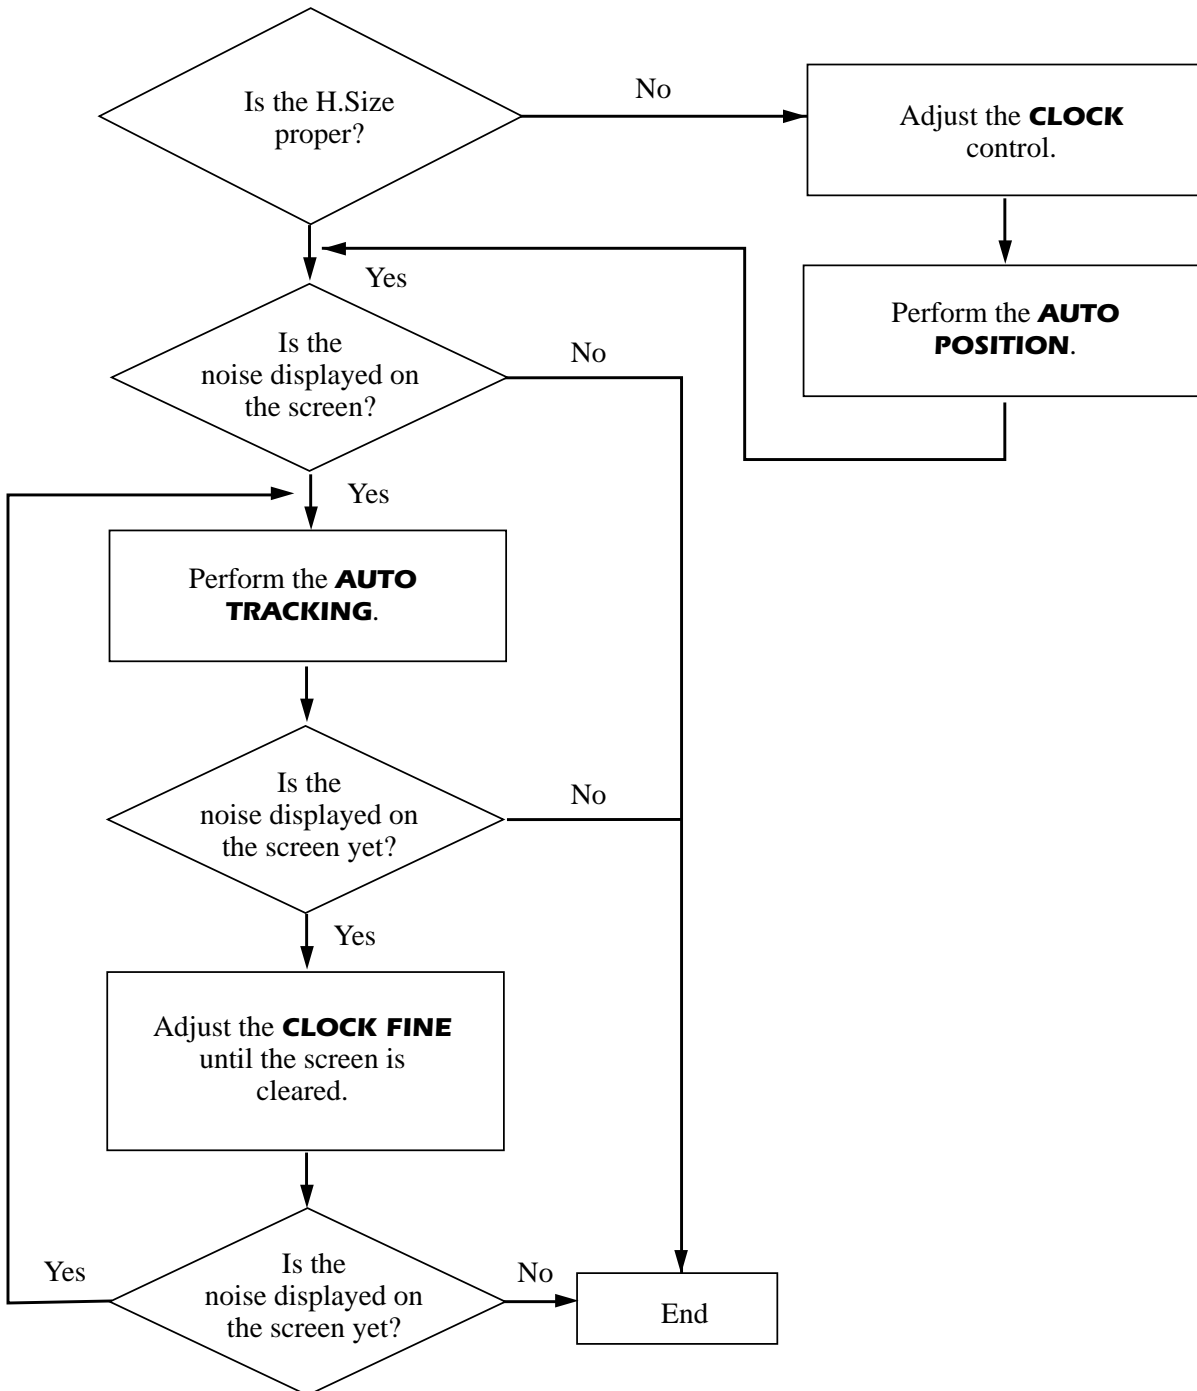 Is the H.Size
proper?
No
Adjust the CLOCK
control.
Yes
Perform the AUTO
POSITION.
Is the
noise displayed on
the screen?
No
Yes
Perform the AUTO
TRACKING.
Is the
noise displayed on
the screen yet?
No
Yes
Adjust the CLOCK FINE
until the screen is
cleared.
Is the
noise displayed on
the screen yet?
Yes
No
End